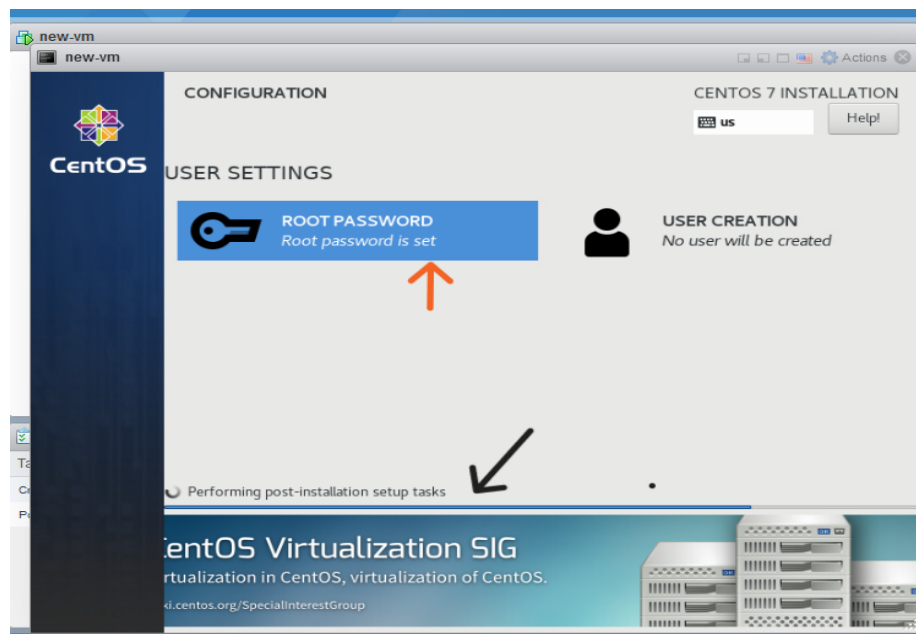 new-vm
new-vm
Actions
CONFIGURATION
CENTOS 7 INSTALLATION
us
Help!
CentOS
USER SETTINGS
ROOT PASSWORD
Root password is set
USER CREATION
No user will be created
Ta
Performing post-installation setup tasks
entOS Virtualization SIG
rtualization in CentOS, virtualization of CentOS.
ki.centos.org/SpecialInterestGroup